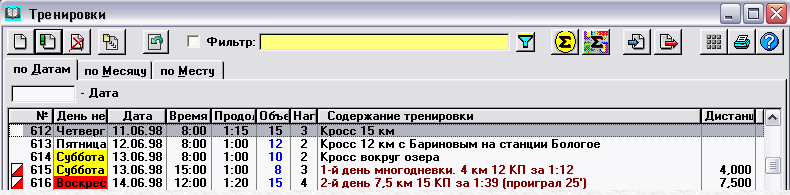 Тренировки
Фильтр:
Σ Σ ?
по Датам по Месяцу по Месту
- Дата
№ День не Дата Время Продол Объе Наг Содержание тренировки Дистанц
612 Четверг 11.06.98 8:00 1:15 15 3 Кросс 15 км
613 Пятница 12.06.98 8:00 1:00 12 2 Кросс 12 км с Бариновым на станции Бологое
614 Суббота 13.06.98 8:00 1:00 10 2 Кросс вокруг озера
615 Суббота 13.06.98 15:00 1:00 8 3 1-й день многодневки. 4 км 12 КП за 1:12 4,000
616 Воскрес 14.06.98 12:00 1:20 15 4 2-й день 7,5 км 15 КП за 1:39 (проиграл 25') 7,500